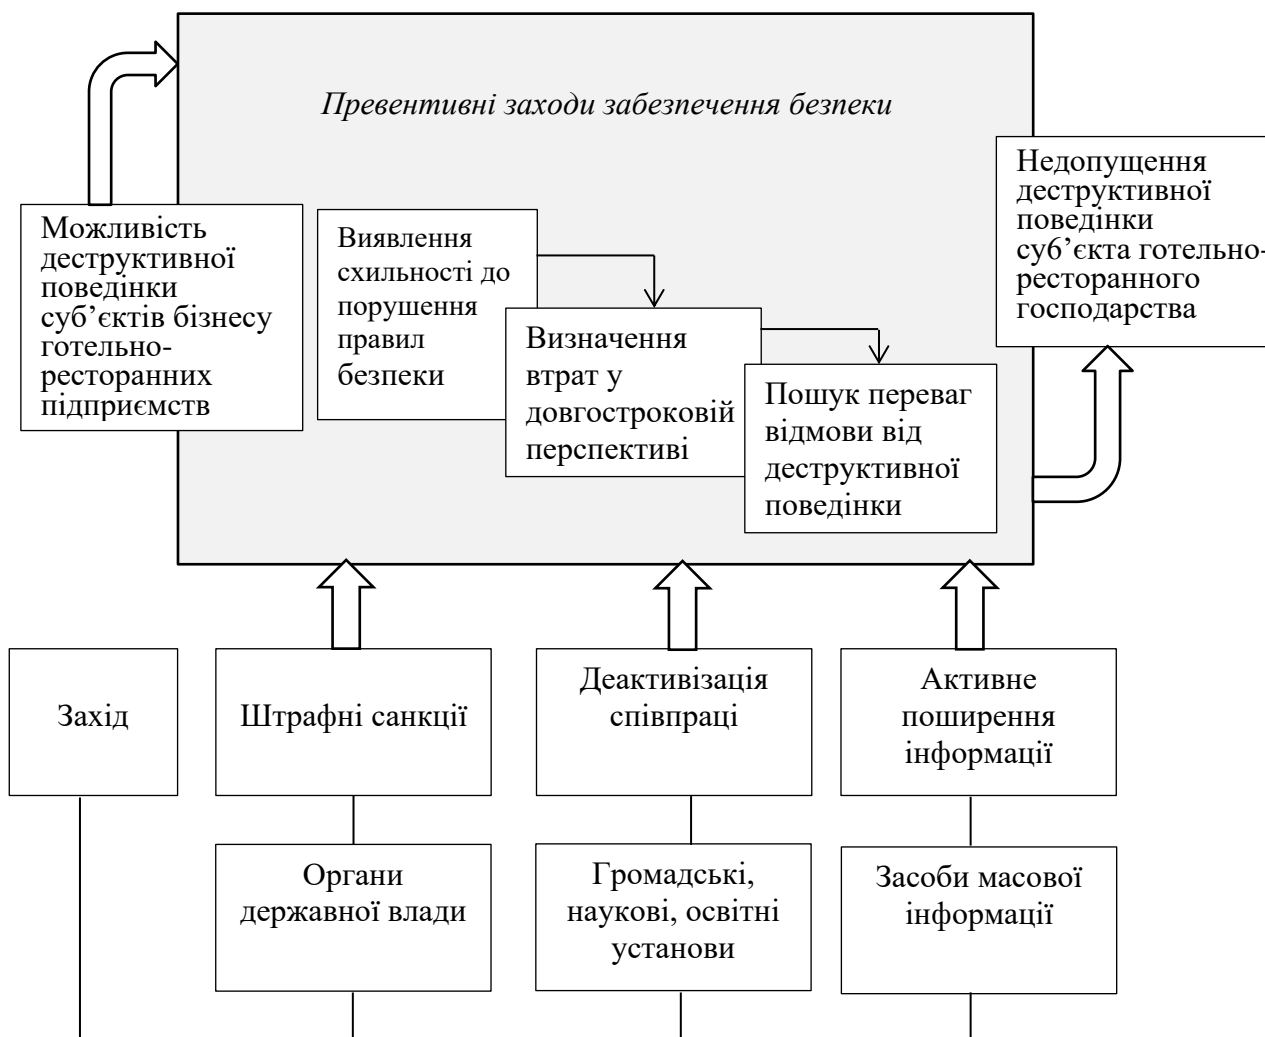 Превентивні заходи забезпечення безпеки
Можливість
деструктивної
поведінки
суб’єктів бізнесу
готельно-
ресторанних
підприємств
Виявлення
схильності до
порушення
правил
безпеки
Визначення
втрат у
довгостроковій
перспективі
Пошук переваг
відмови від
деструктивної
поведінки
Недопущення
деструктивної
поведінки
суб’єкта готельно-
ресторанного
господарства
Захід
Штрафні санкції
Деактивізація
співпраці
Активне
поширення
інформації
Органи
державної влади
Громадські,
наукові, освітні
установи
Засоби масової
інформації